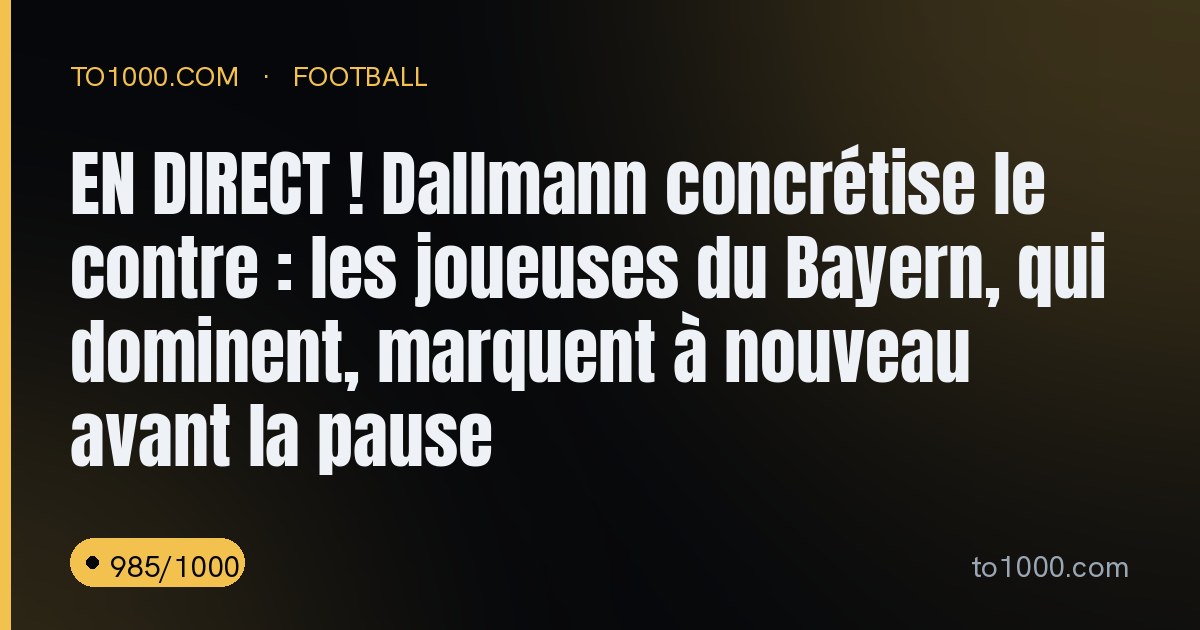 TO1000.COM · FOOTBALL
EN DIRECT ! Dallmann concrétise le
contre : les joueuses du Bayern, qui
dominent, marquent à nouveau
avant la pause
985/1000
to1000.com